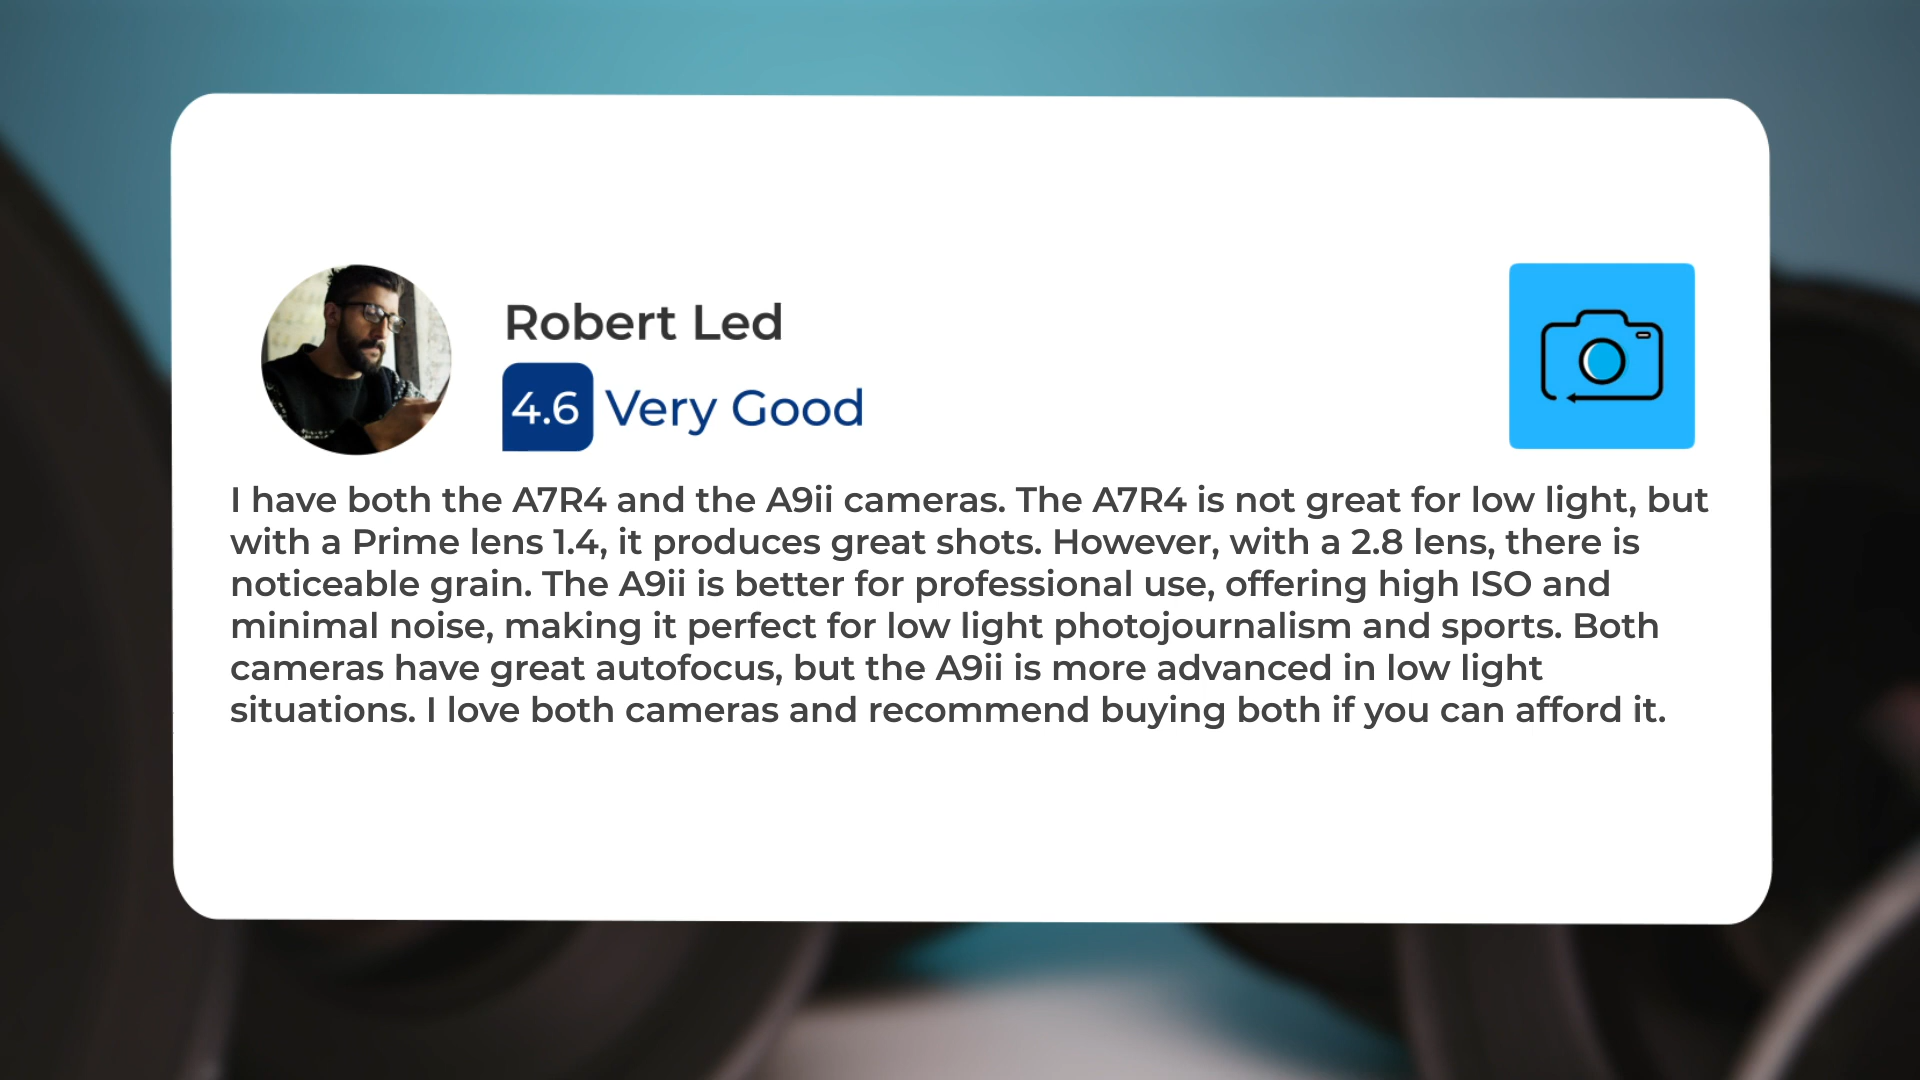 Robert Led
4.6 Very Good
I have both the A7R4 and the A9ii cameras. The A7R4 is not great for low light, but
with a Prime lens 1.4, it produces great shots. However, with a 2.8 lens, there is
noticeable grain. The A9ii is better for professional use, offering high ISO and
minimal noise, making it perfect for low light photojournalism and sports. Both
cameras have great autofocus, but the A9ii is more advanced in low light
situations. I love both cameras and recommend buying both if you can afford it.